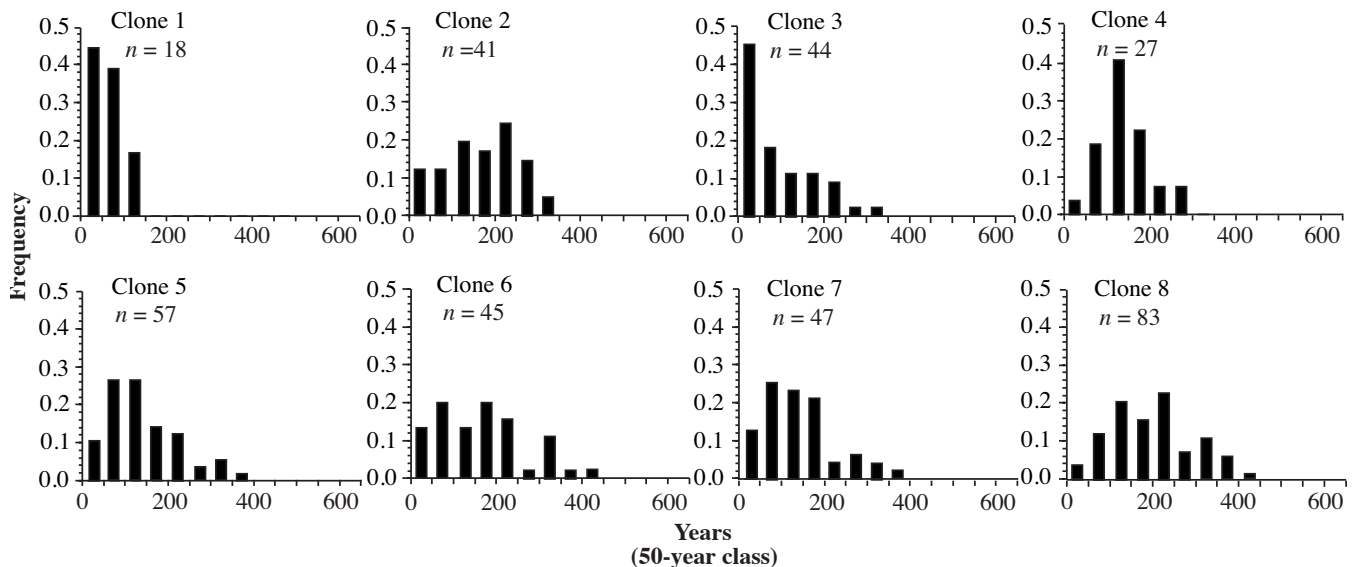 Clone 1
n = 18
Clone 2
n =41
Clone 3
n = 44
Clone 4
n = 27
0.5
0.4
0.3
0.2
0.1
0.0
0 200 400 600
0.5
0.4
0.3
0.2
0.1
0.0
0 200 400 600
0.5
0.4
0.3
0.2
0.1
0.0
0 200 400 600
0.5
0.4
0.3
0.2
0.1
0.0
0 200 400 600
Frequency
Clone 5
n = 57
Clone 6
n = 45
Clone 7
n = 47
Clone 8
n = 83
0.5
0.4
0.3
0.2
0.1
0.0
0 200 400 600
0.5
0.4
0.3
0.2
0.1
0.0
0 200 400 600
0.5
0.4
0.3
0.2
0.1
0.0
0 200 400 600
0.5
0.4
0.3
0.2
0.1
0.0
0 200 400 600
Years
(50-year class)